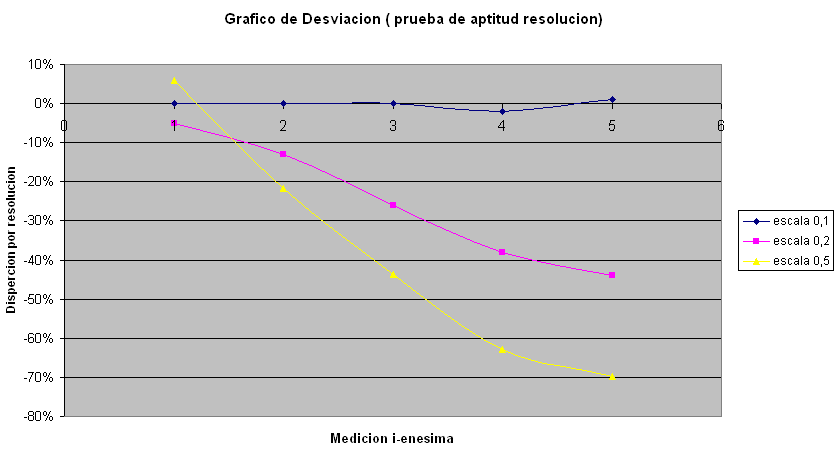 Grafico de Desviacion ( prueba de aptitud resolucion)
10%
0%
0 1 2 3 4 5 6
-10%
-20%
-30%
-40%
-50%
-60%
-70%
-80%
Dispercion por resolucion
Medicion i-enesima
escala 0,1
escala 0,2
escala 0,5